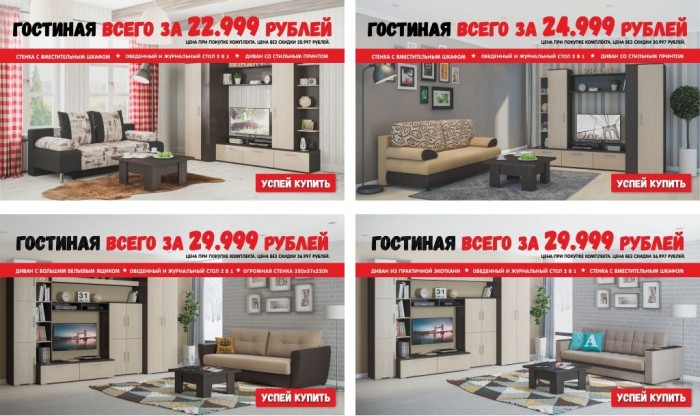 ГОСТИНАЯ ВСЕГО ЗА 22.999 РУБЛЕЙ
ЦЕНА ПРИ ПОКУПКЕ КОМПЛЕКТА. ЦЕНА БЕЗ СКИДКИ 28.997 РУБЛЕЙ.
СТЕНКА С ВМЕСТИТЕЛЬНЫМ ШКАФОМ ★ ОБЕДЕННЫЙ И ЖУРНАЛЬНЫЙ СТОЛ 2 В 1 ★ ДИВАН СО СТИЛЬНЫМ ПРИНТОМ
УСПЕЙ КУПИТЬ
ГОСТИНАЯ ВСЕГО ЗА 24.999 РУБЛЕЙ
ЦЕНА ПРИ ПОКУПКЕ КОМПЛЕКТА. ЦЕНА БЕЗ СКИДКИ 30.997 РУБЛЕЙ.
СТЕНКА С ВМЕСТИТЕЛЬНЫМ ШКАФОМ ★ ОБЕДЕННЫЙ И ЖУРНАЛЬНЫЙ СТОЛ 2 В 1 ★ ДИВАН СО СТИЛЬНЫМ ПРИНТОМ
УСПЕЙ КУПИТЬ
ГОСТИНАЯ ВСЕГО ЗА 29.999 РУБЛЕЙ
ЦЕНА ПРИ ПОКУПКЕ КОМПЛЕКТА. ЦЕНА БЕЗ СКИДКИ 36.997 РУБЛЕЙ.
ДИВАН С БОЛЬШИМ БЕЛЬЕВЫМ ЯЩИКОМ ★ ОБЕДЕННЫЙ И ЖУРНАЛЬНЫЙ СТОЛ 2 В 1 ★ ОГРОМНАЯ СТЕНКА
31
УСПЕЙ КУПИТЬ
ГОСТИНАЯ ВСЕГО ЗА 29.999 РУБЛЕЙ
ЦЕНА ПРИ ПОКУПКЕ КОМПЛЕКТА. ЦЕНА БЕЗ СКИДКИ 36.997 РУБЛЕЙ.
ДИВАН ИЗ ПРАКТИЧНОЙ ЭКОТКАНИ ★ ОБЕДЕННЫЙ И ЖУРНАЛЬНЫЙ СТОЛ 2 В 1 ★ СТЕНКА С ВМЕСТИТЕЛЬНЫМ ШКАФОМ
31
A
УСПЕЙ КУПИТЬ